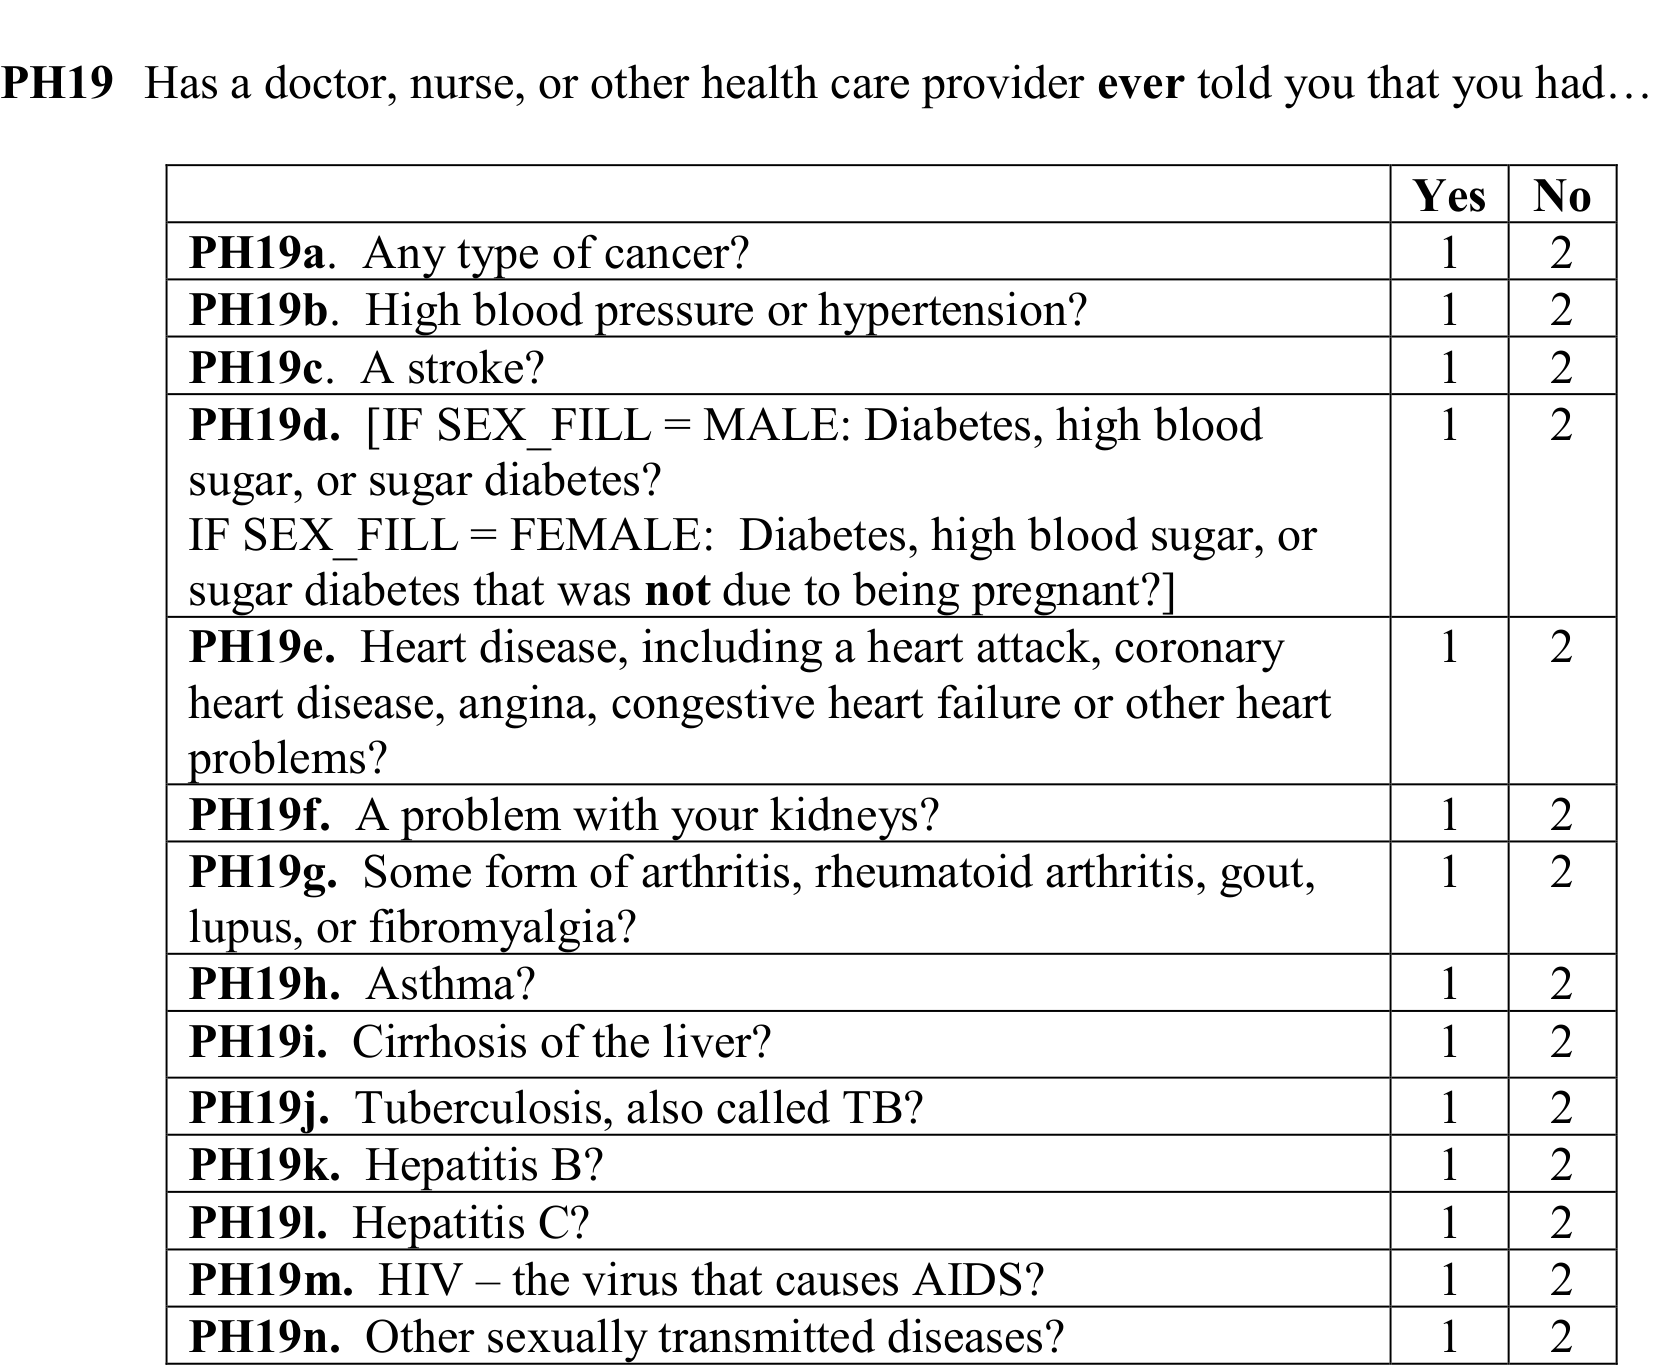 PH19 Has a doctor, nurse, or other health care provider ever told you that you had…
Yes No
PH19a. Any type of cancer? 1 2
PH19b. High blood pressure or hypertension? 1 2
PH19c. A stroke? 1 2
PH19d. [IF SEX_FILL = MALE: Diabetes, high blood 1 2
sugar, or sugar diabetes?
IF SEX_FILL = FEMALE: Diabetes, high blood sugar, or
sugar diabetes that was not due to being pregnant?]
PH19e. Heart disease, including a heart attack, coronary 1 2
heart disease, angina, congestive heart failure or other heart
problems?
PH19f. A problem with your kidneys? 1 2
PH19g. Some form of arthritis, rheumatoid arthritis, gout, 1 2
lupus, or fibromyalgia?
PH19h. Asthma? 1 2
PH19i. Cirrhosis of the liver? 1 2
PH19j. Tuberculosis, also called TB? 1 2
PH19k. Hepatitis B? 1 2
PH19l. Hepatitis C? 1 2
PH19m. HIV – the virus that causes AIDS? 1 2
PH19n. Other sexually transmitted diseases? 1 2